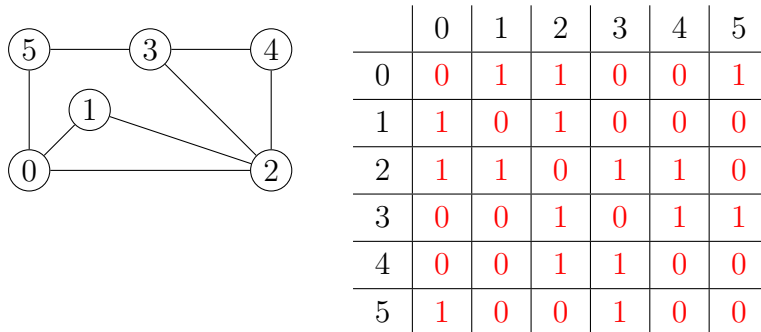 5 3 4
1
0 2
0 1 2 3 4 5
0 0 1 1 0 0 1
1 1 0 1 0 0 0
2 1 1 0 1 1 0
3 0 0 1 0 1 1
4 0 0 1 1 0 0
5 1 0 0 1 0 0